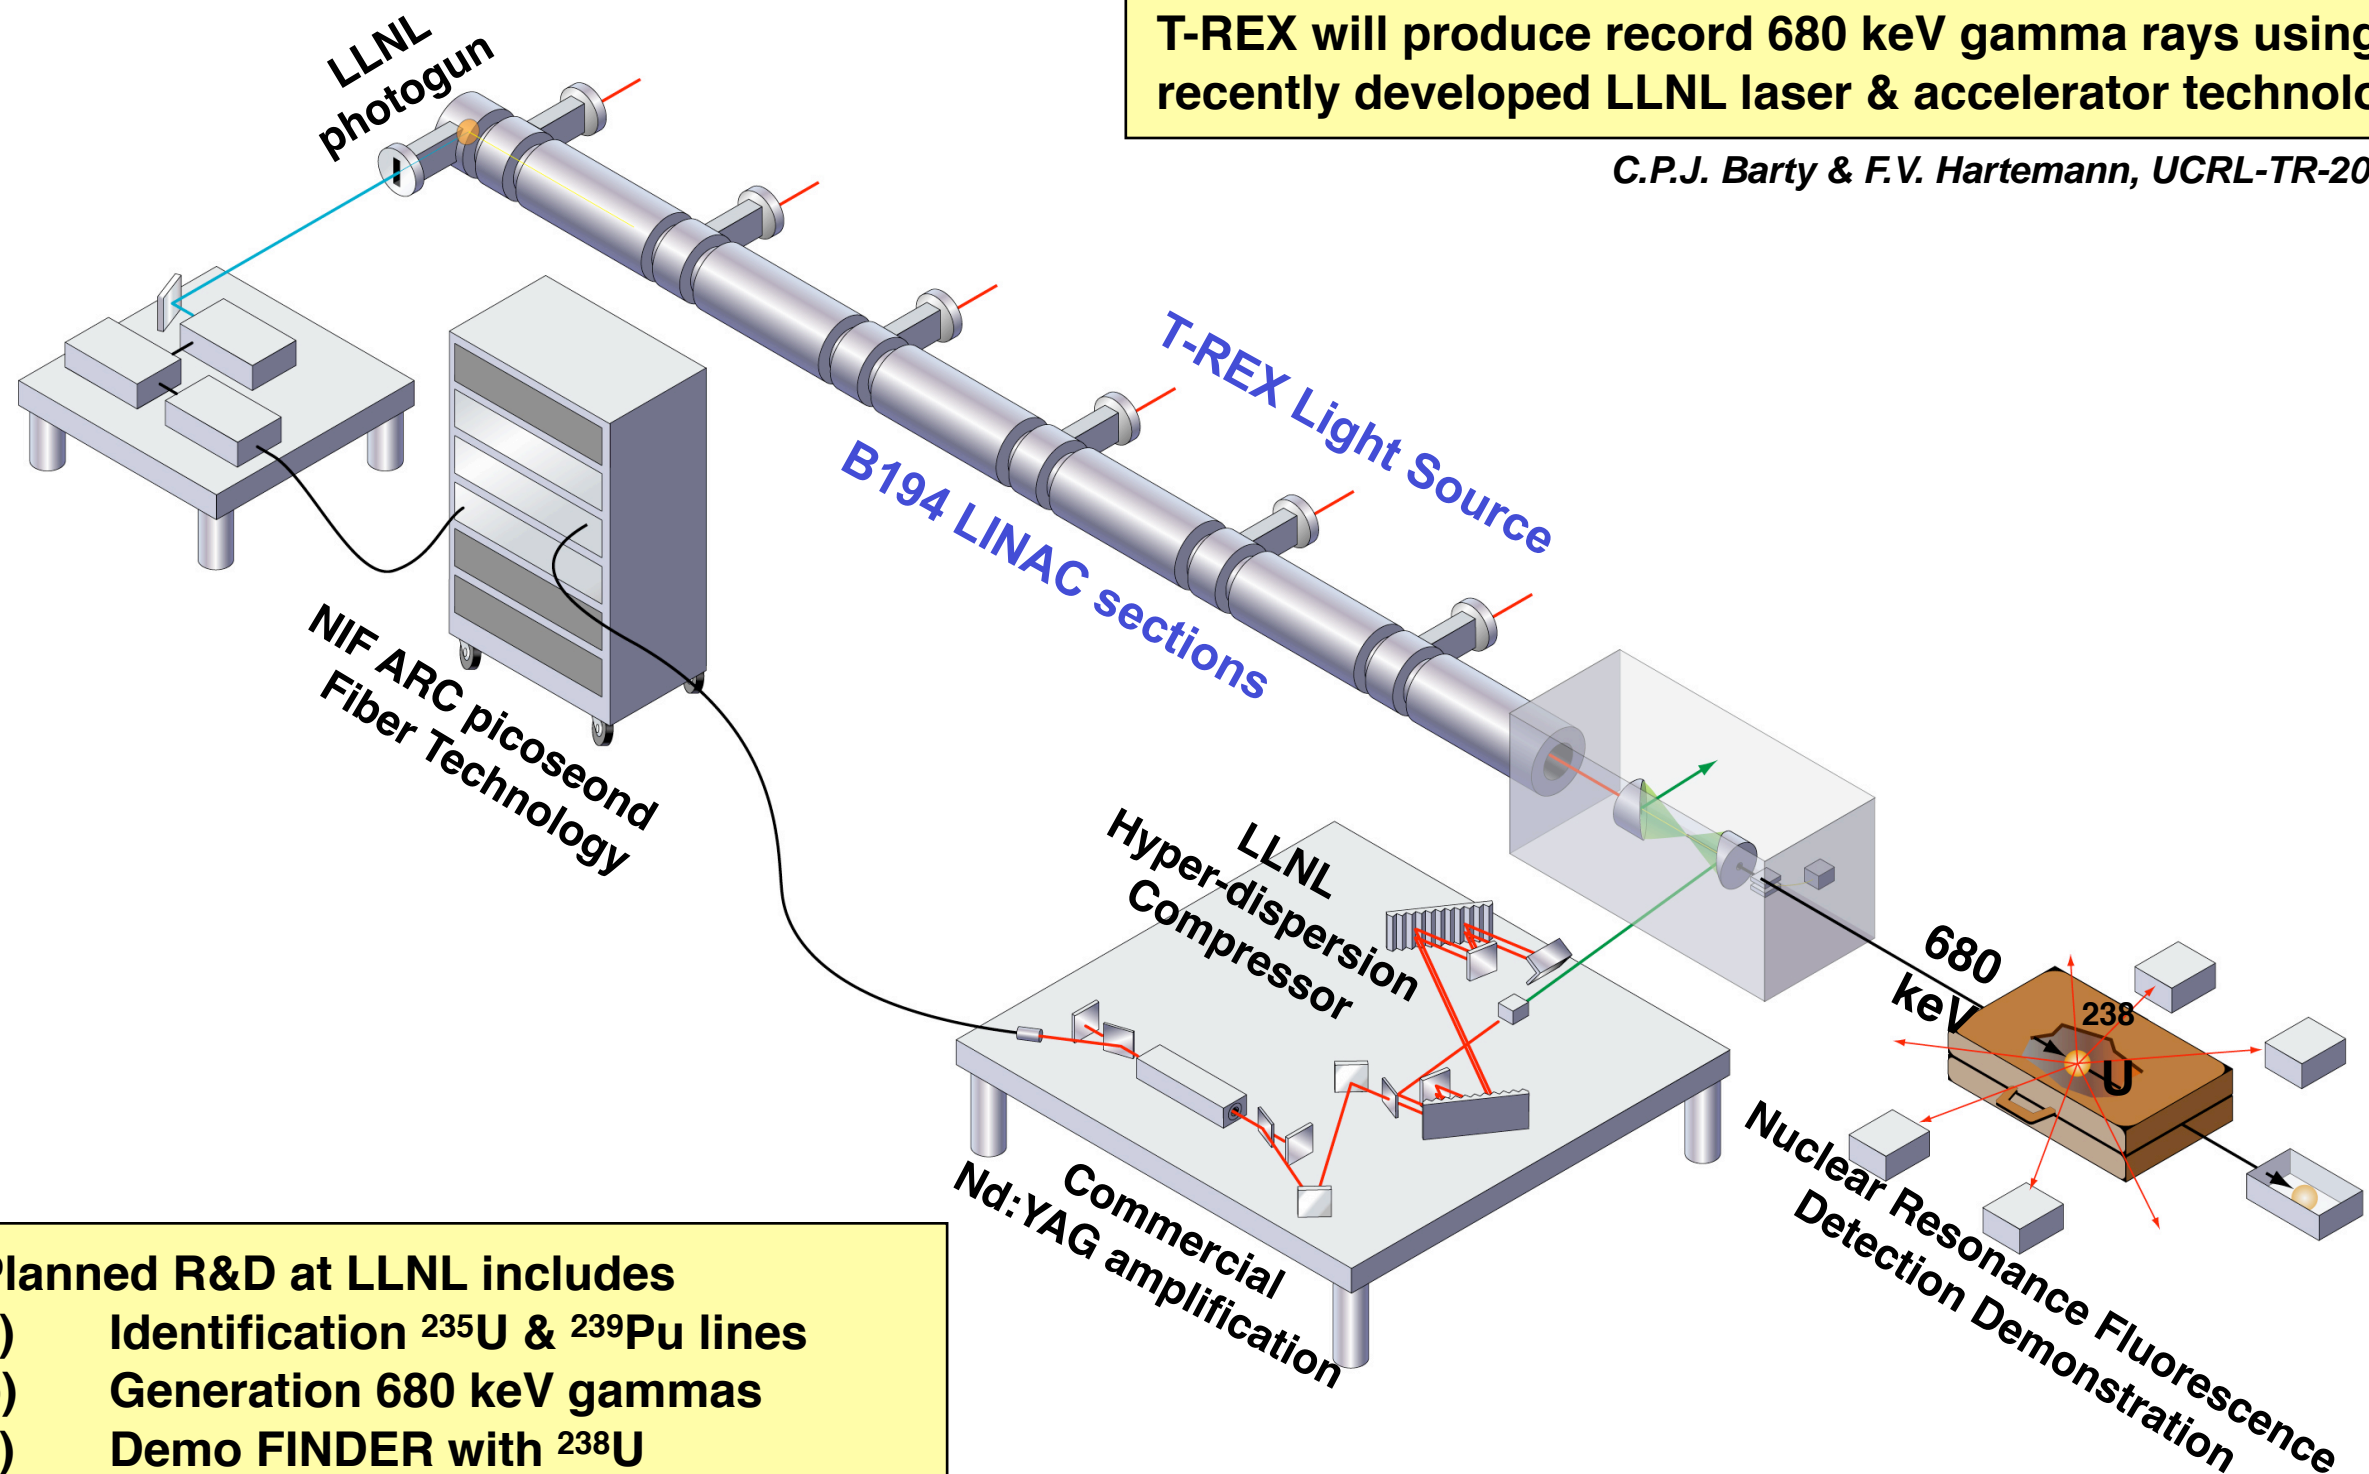 T-REX will produce record 680 keV gamma rays using
recently developed LLNL laser & accelerator
C.P.J. Barty & F.V. Hartemann, UCRL-TR-20
LLNL
photogun
T-REX Light Source
B194 LINAC sections
NIF ARC picoseond
Fiber Technology
LLNL
Hyper-dispersion
Compressor
680
keV
238
U
Commercial
Nd:YAG amplification
Nuclear Resonance Fluorescence
Detection Demonstration
R&D at LLNL includes
) Identification ²³⁵U & ²³⁹Pu lines
) Generation 680 keV gammas
) Demo FINDER with ²³⁸U